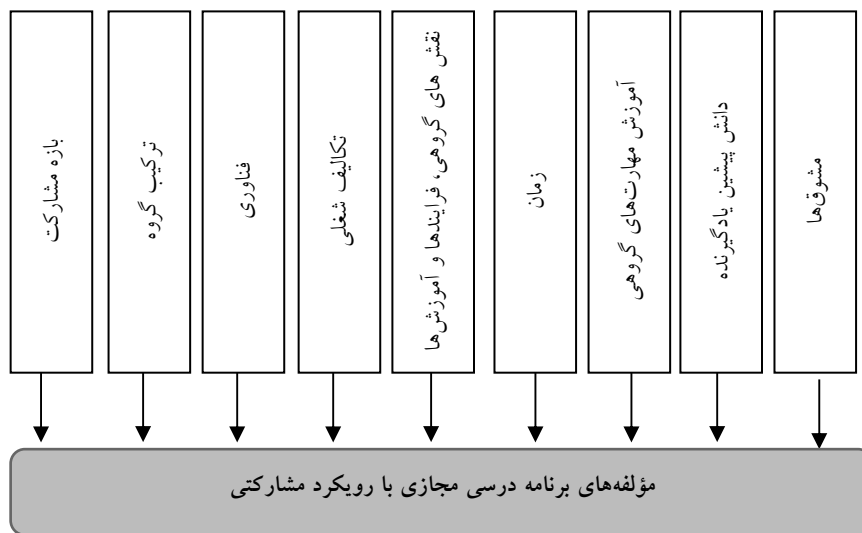 مشوق‌ها
دانش پیشین یادگیرنده
آموزش مهارت‌های گروهی
زمان
نقش های گروهی، فرایندها و آموزش‌ها
تکالیف شغلی
فناوری
ترکیب گروه
بازه مشارکت
مؤلفه‌های برنامه درسی مجازی با رویکرد مشارکتی